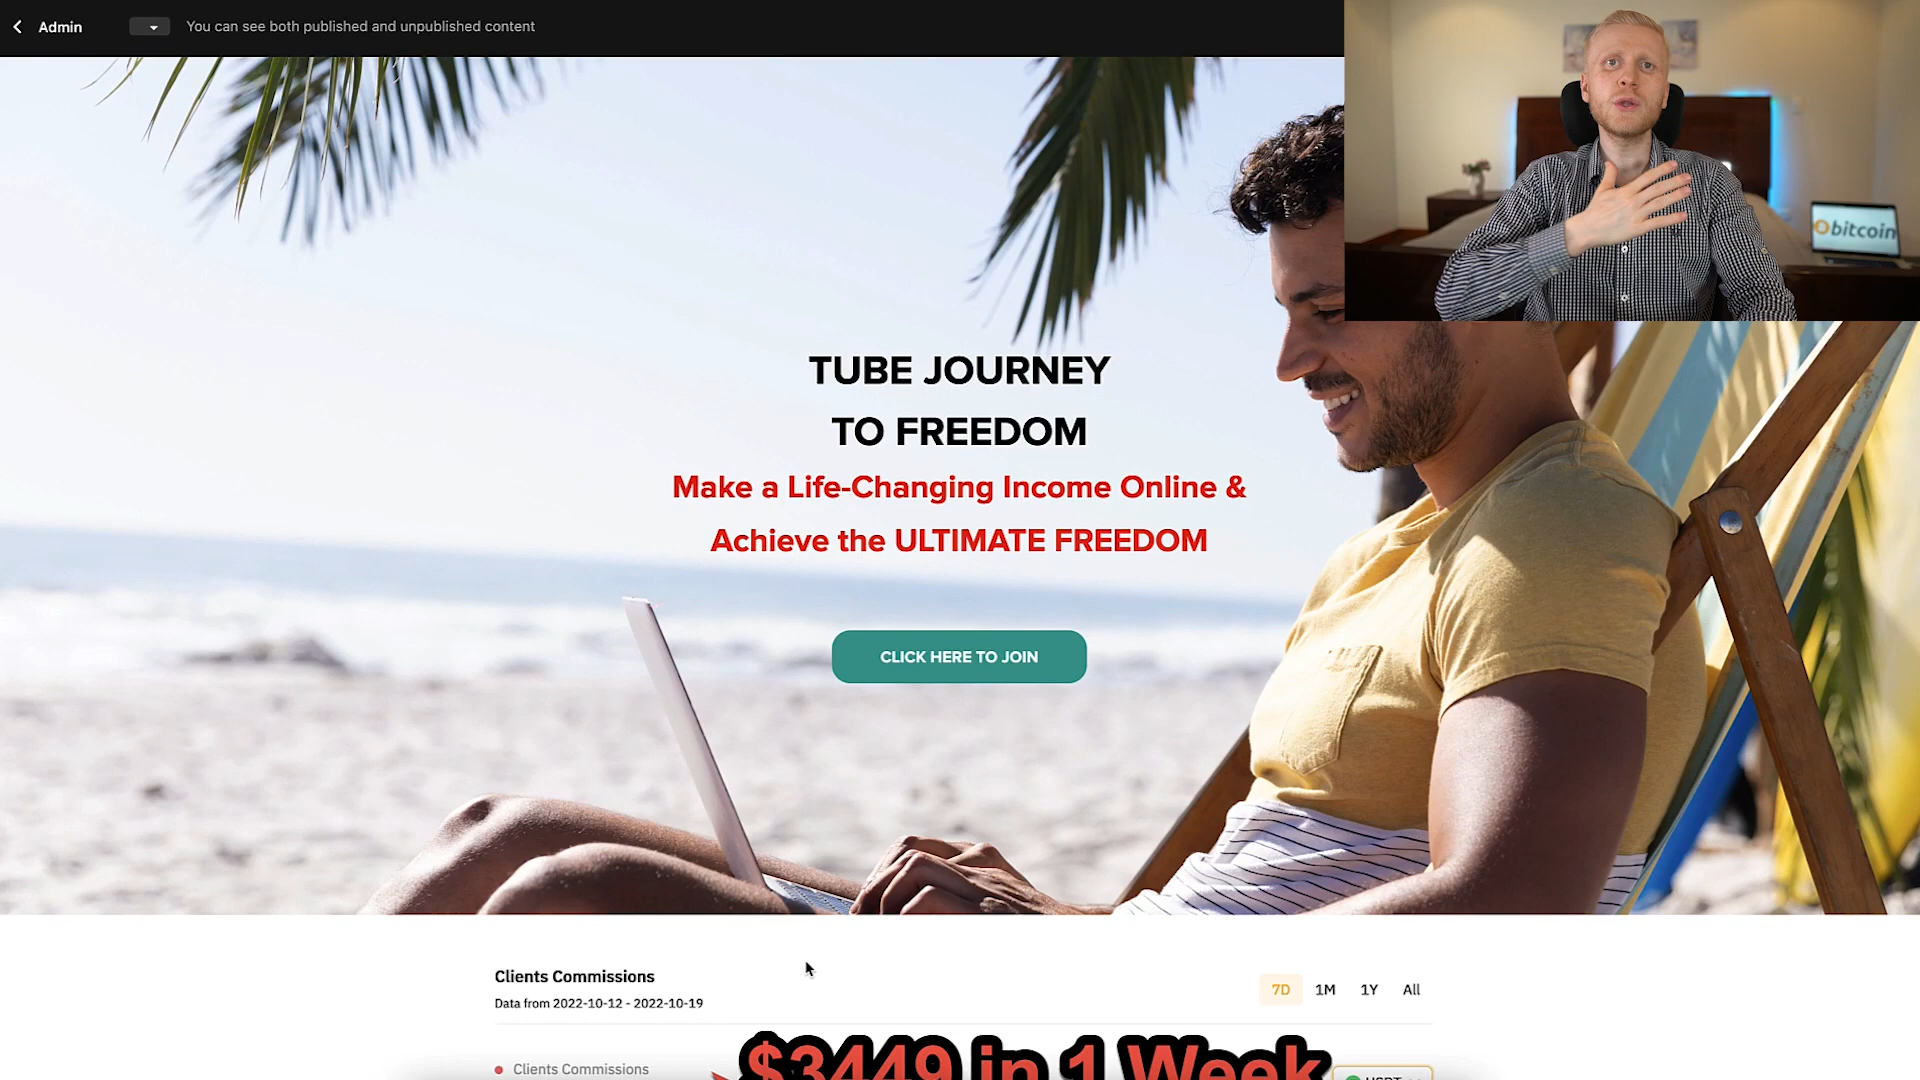 Admin
You can see both published and unpublished content
bitcoin
TUBE JOURNEY
TO FREEDOM
Make a Life-Changing Income Online &
Achieve the ULTIMATE FREEDOM
CLICK HERE TO JOIN
Clients Commissions
Data from 2022-10-12 - 2022-10-19
7D 1M 1Y All
$3449 in 1 Week
Clients Commissions